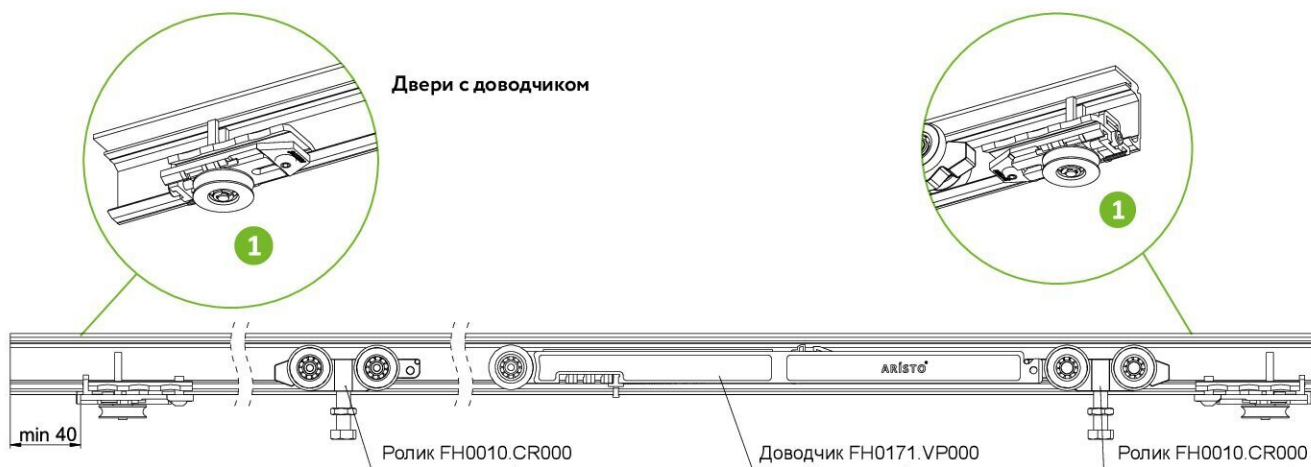 Двери с доводчиком
1
1
ARISTO®
min 40
Ролик FH0010.CR000
Доводчик FH0171.VP000
Ролик FH0010.CR000